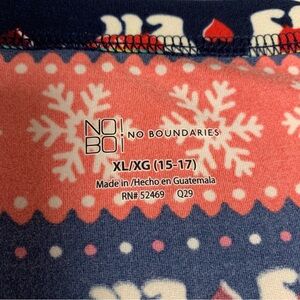 NO!
BO!
NO BOUNDARIES
XL/XG (15-17)
Made in /Hecho en Guatemala
RN# 52469 Q29